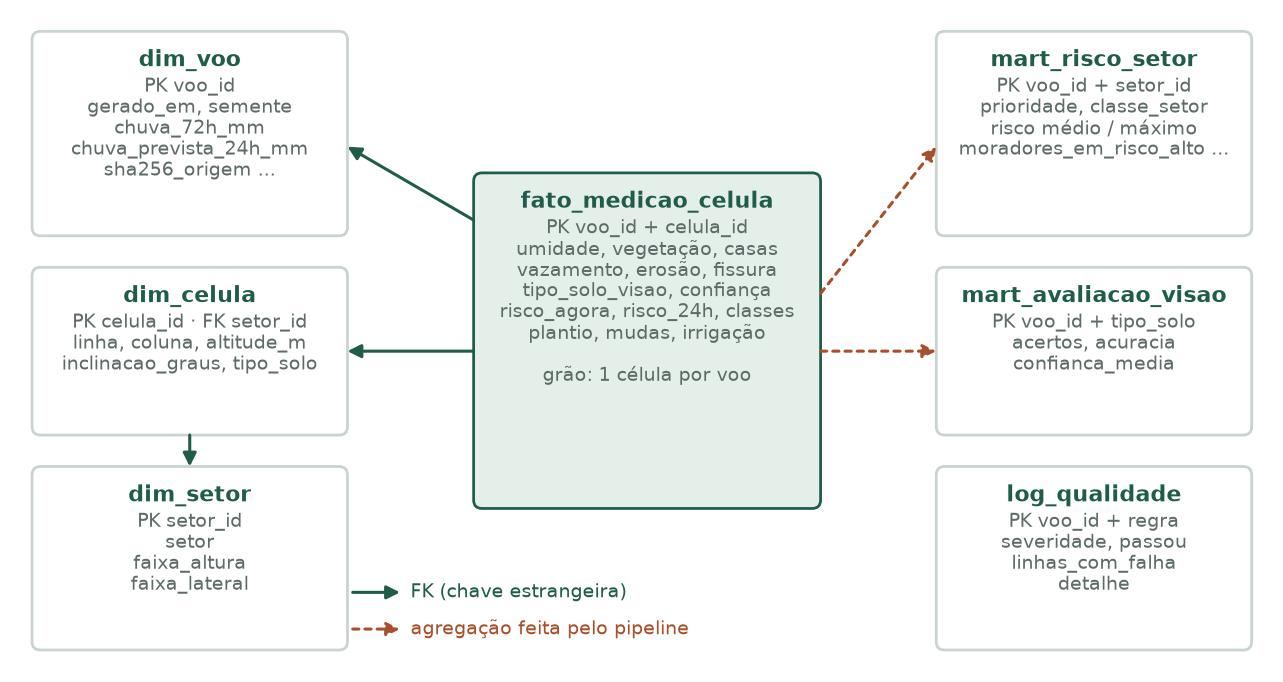 dim_voo
PK voo_id
gerado_em, semente
chuva_72h_mm
chuva_prevista_24h_mm
sha256_origem ...
dim_celula
PK celula_id · FK setor_id
linha, coluna, altitude_m
inclinacao_graus, tipo_solo
dim_setor
PK setor_id
setor
faixa_altura
faixa_lateral
fato_medicao_celula
PK voo_id + celula_id
umidade, vegetação, casas
vazamento, erosão, fissura
tipo_solo_visao, confiança
risco_agora, risco_24h, classes
plantio, mudas, irrigação
grão: 1 célula por voo
FK (chave estrangeira)
agregação feita pelo pipeline
mart_risco_setor
PK voo_id + setor_id
prioridade, classe_setor
risco médio / máximo
moradores_em_risco_alto ...
mart_avaliacao_visao
PK voo_id + tipo_solo
acertos, acuracia
confianca_media
log_qualidade
PK voo_id + regra
severidade, passou
linhas_com_falha
detalhe